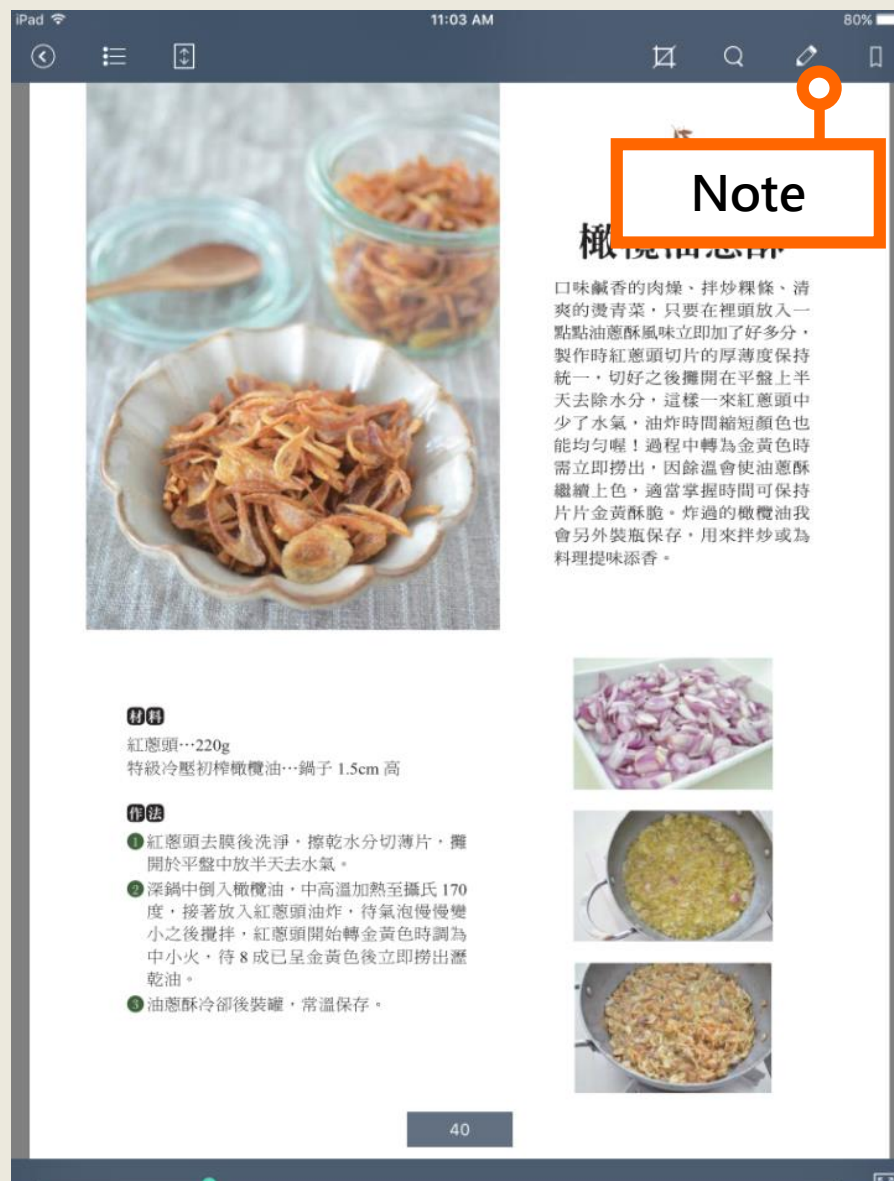 iPad
11:03 AM
80%
Note
橄欖油蔥酥
口味鹹香的肉燥、拌炒粿條、清
爽的燙青菜，只要在裡頭放入一
點點油蔥酥風味立即加了好多分，
製作時紅蔥頭切片的厚薄度保持
統一，切好之後攤開在平盤上半
天去除水分，這樣一來紅蔥頭中
少了水氣，油炸時間縮短顏色也
能均勻喔！過程中轉為金黃色時
需立即撈出，因餘溫會使油蔥酥
繼續上色，適當掌握時間可保持
片片金黃酥脆。炸過的橄欖油我
會另外裝瓶保存，用來拌炒或為
料理提味添香。
材料
紅蔥頭…220g
特級冷壓初榨橄欖油…鍋子 1.5cm 高
作法
❶紅蔥頭去膜後洗淨，擦乾水分切薄片，攤
開於平盤中放半天去水氣。
❷深鍋中倒入橄欖油，中高溫加熱至攝氏 170
度，接著放入紅蔥頭油炸，待氣泡慢慢變
小之後攪拌，紅蔥頭開始轉金黃色時調為
中小火，待 8 成已呈金黃色後立即撈出瀝
乾油。
❸油蔥酥冷卻後裝罐，常溫保存。
40